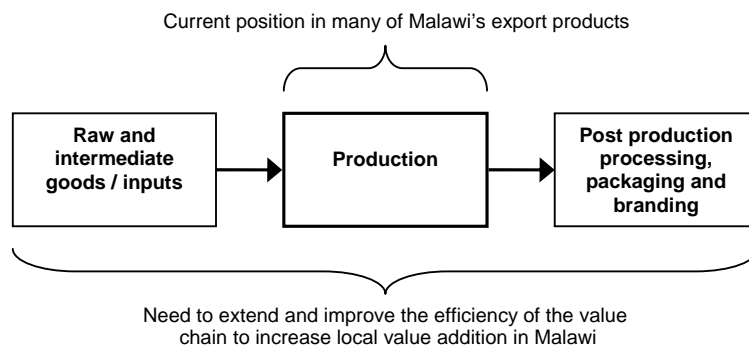 Current position in many of Malawi's export products
Raw and
intermediate
goods / inputs
Production
Post production
processing,
packaging and
branding
Need to extend and improve the efficiency of the value
chain to increase local value addition in Malawi